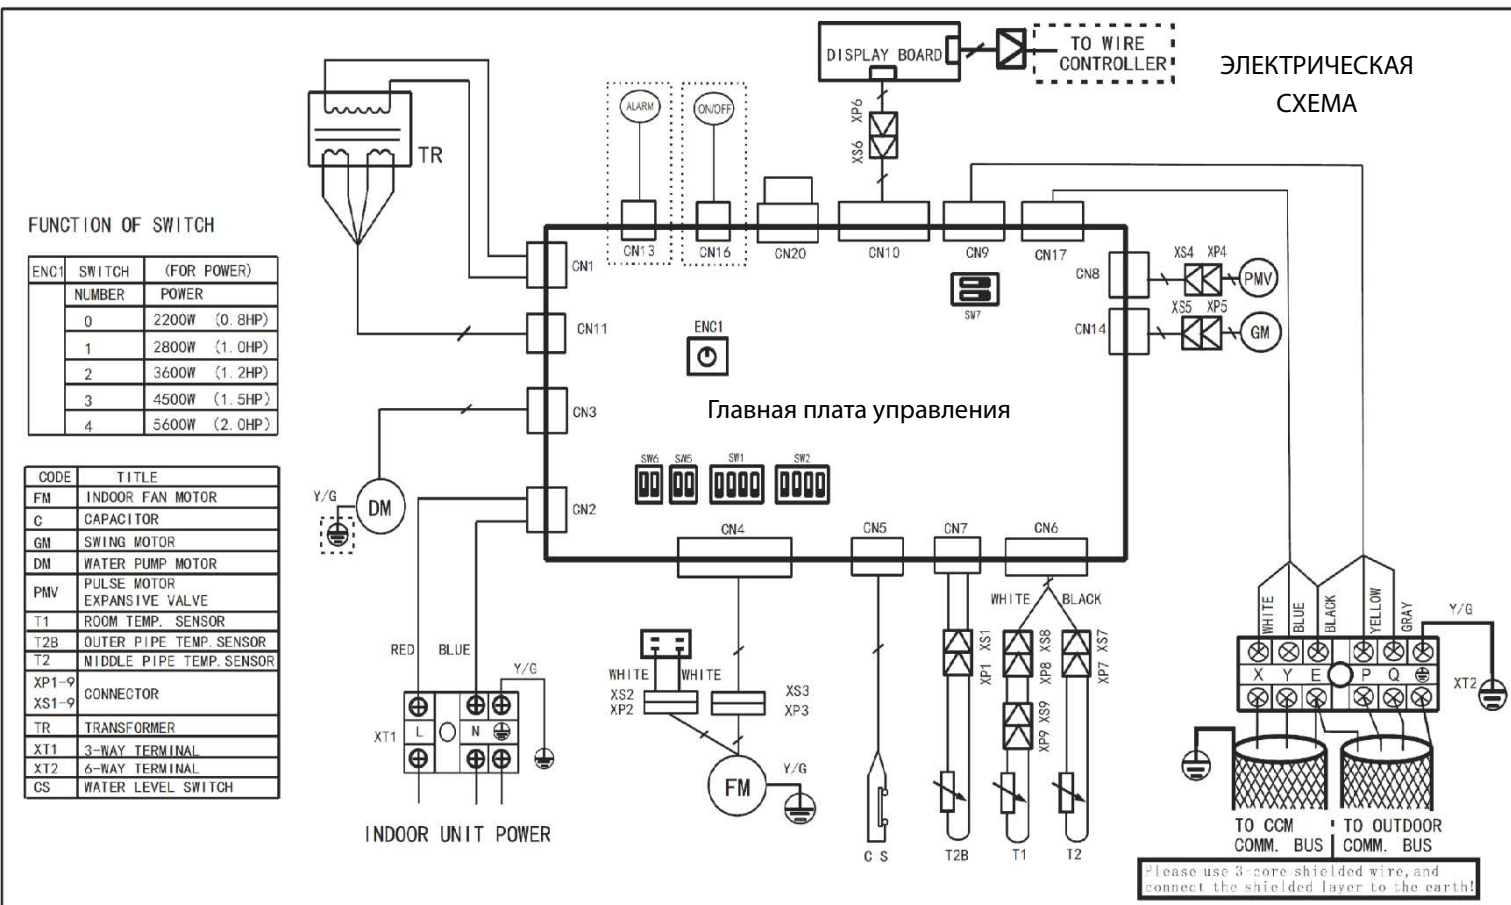 ЭЛЕКТРИЧЕСКАЯ
СХЕМА
DISPLAY BOARD
TO WIRE
CONTROLLER
ALARM
ON/OFF
XP6
XS6
TR
CN13
CN16
CN20
CN10
CN9
CN17
CN1
CN11
CN3
CN2
CN8
CN14
XS4 XP4
PMV
XS5 XP5
GM
SW7
ENC1
Главная плата управления
SW6
SW5
SW1
SW2
CN4
CN5
CN7
CN6
FUNCTION OF SWITCH
ENC1 SWITCH (FOR POWER)
NUMBER POWER
0 2200W (0.8HP)
1 2800W (1.0HP)
2 3600W (1.2HP)
3 4500W (1.5HP)
4 5600W (2.0HP)
CODE TITLE
FM INDOOR FAN MOTOR
C CAPACITOR
GM SWING MOTOR
DM WATER PUMP MOTOR
PMV PULSE MOTOR
EXPANSIVE VALVE
T1 ROOM TEMP. SENSOR
T2B OUTER PIPE TEMP.SENSOR
T2 MIDDLE PIPE TEMP.SENSOR
XP1-9
XS1-9
CONNECTOR
TR TRANSFORMER
XT1 3-WAY TERMINAL
XT2 6-WAY TERMINAL
CS WATER LEVEL SWITCH
Y/G
DM
RED
BLUE
Y/G
XT1
L
N
INDOOR UNIT POWER
WHITE WHITE
XS2
XP2
XS3
XP3
FM
Y/G
C S
XS1
XP1
T2B
WHITE
BLACK
XS8
XP8
XS9
XP9
T1
XS7
XP7
T2
WHITE
BLUE
BLACK
YELLOW
GRAY
Y/G
X Y E P Q
XT2
TO CCM
COMM. BUS
TO OUTDOOR
COMM. BUS
Please use 3-core shielded wire,and
connect the shielded layer to the earth!